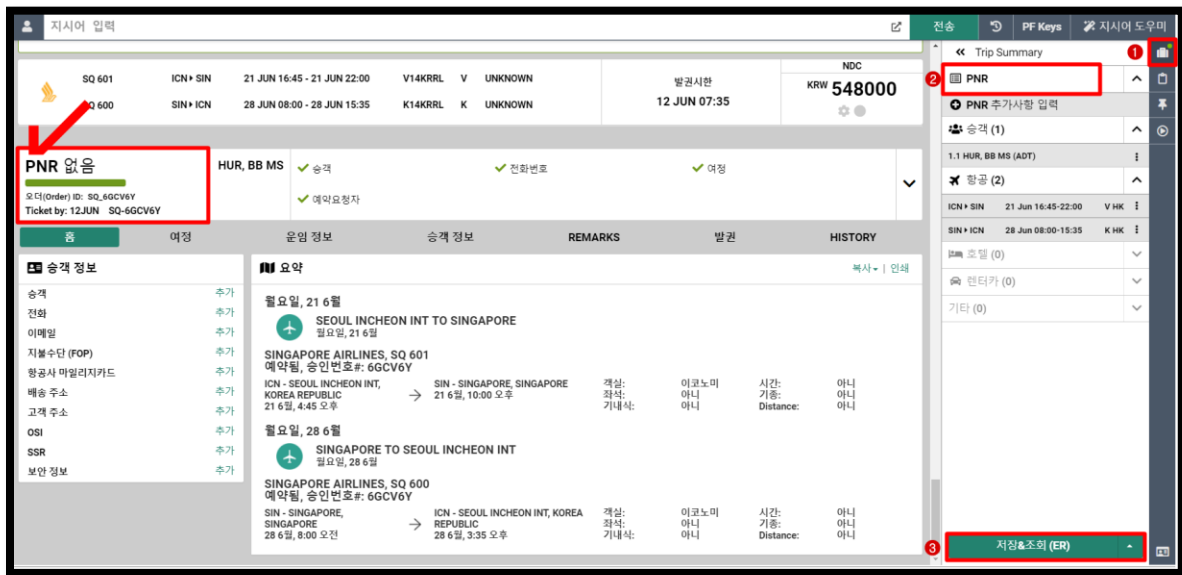 지시어 입력
전송
PF Keys
지시어 도우미
SQ 601 ICN SIN 21 JUN 16:45 - 21 JUN 22:00 V14KRRL V UNKNOWN
SQ 600 SIN ICN 28 JUN 08:00 - 28 JUN 15:35 K14KRRL K UNKNOWN
발권시한
12 JUN 07:35
NDC
KRW 548000
PNR 없음
오더(Order) ID: SQ_6GCV6Y
Ticket by: 12JUN SQ-6GCV6Y
HUR, BB MS
승객 전화번호 여정
예약요청자
홈 여정 운임 정보 승객 정보 REMARKS 발권 HISTORY
승객 정보
승객 추가
전화 추가
이메일 추가
지불수단 (FOP) 추가
항공사 마일리지카드 추가
배송 주소 추가
고객 주소 추가
OSI 추가
SSR 추가
보안 정보 추가
요약 복사 | 인쇄
월요일, 21 6월
SEOUL INCHEON INT TO SINGAPORE
월요일, 21 6월
SINGAPORE AIRLINES, SQ 601
예약됨, 승인번호#: 6GCV6Y
ICN - SEOUL INCHEON INT,
KOREA REPUBLIC
21 6월, 4:45 오후
→
SIN - SINGAPORE, SINGAPORE
21 6월, 10:00 오후
객실: 이코노미 시간: 아니
좌석: 아니 기종: 아니
기내식: 아니 Distance: 아니
월요일, 28 6월
SINGAPORE TO SEOUL INCHEON INT
월요일, 28 6월
SINGAPORE AIRLINES, SQ 600
예약됨, 승인번호#: 6GCV6Y
SIN - SINGAPORE,
SINGAPORE
28 6월, 8:00 오전
→
ICN - SEOUL INCHEON INT, KOREA
REPUBLIC
28 6월, 3:35 오후
객실: 이코노미 시간: 아니
좌석: 아니 기종: 아니
기내식: 아니 Distance: 아니
Trip Summary
1
2
PNR
PNR 추가사항 입력
승객 (1)
1.1 HUR, BB MS (ADT)
항공 (2)
ICN SIN 21 Jun 16:45-22:00 V HK
SIN ICN 28 Jun 08:00-15:35 K HK
호텔 (0)
렌터카 (0)
기타 (0)
3
저장&조회 (ER)